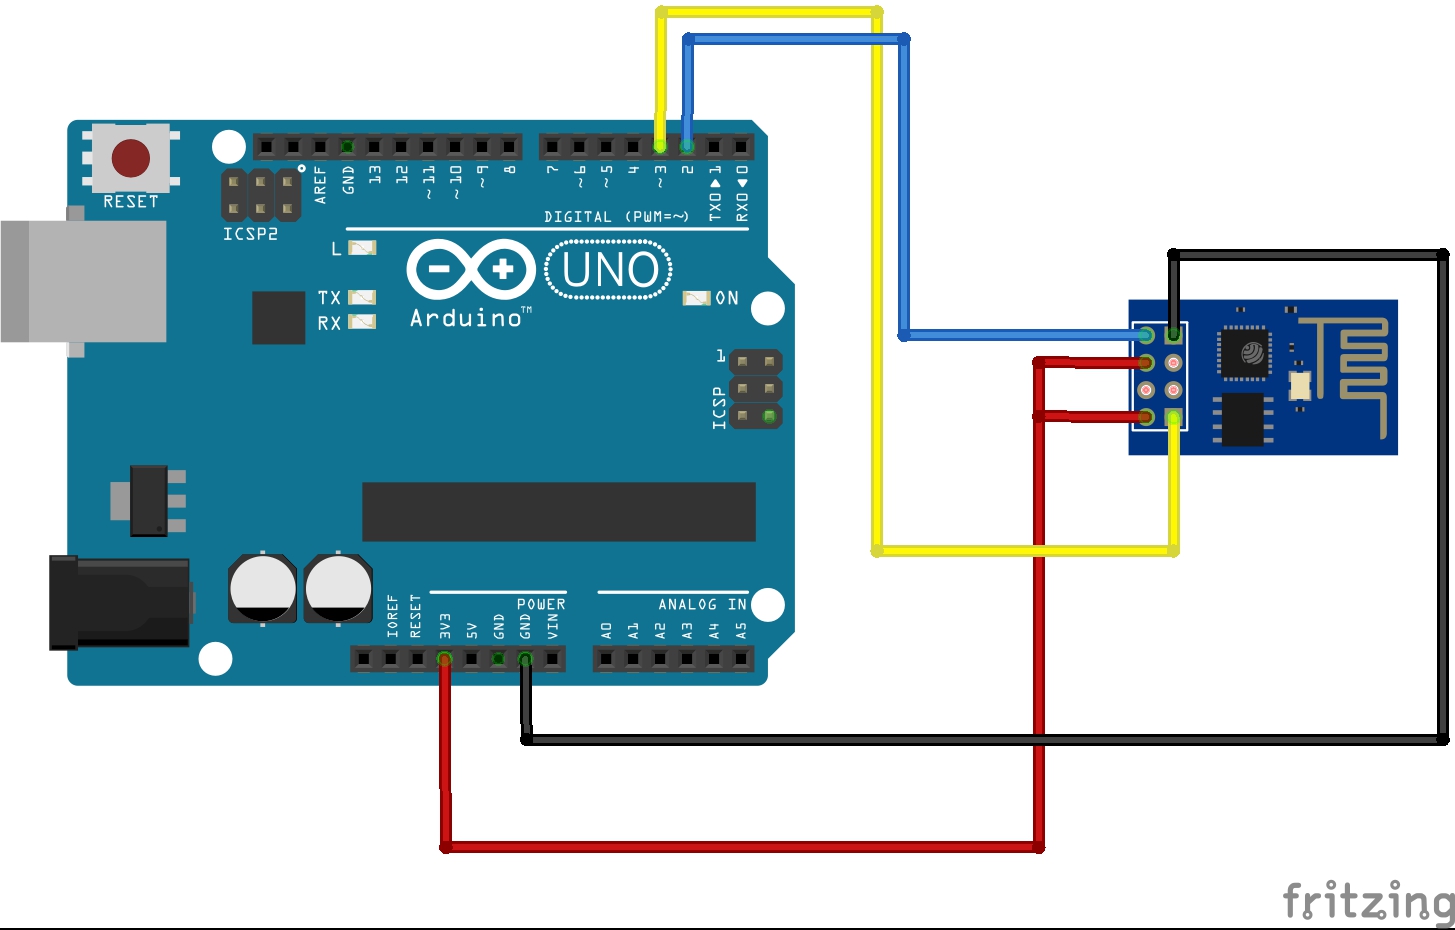 RESET
ICSP2
AREF
GND
13
12
~11
~10
~9
8
7
~6
~5
4
~3
2
TX0▶1
RX0◀0
DIGITAL (PWM=~)
L
TX
RX
UNO
ON
Arduino™
1
ICSP
POWER
ANALOG IN
IOREF
RESET
3V3
5V
GND
GND
VIN
A0
A1
A2
A3
A4
A5
fritzing